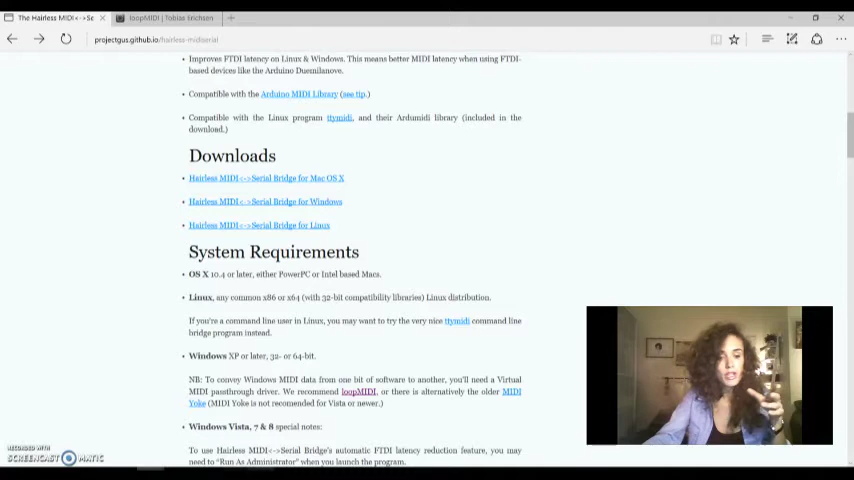 The Hairless MIDI<->Se
loopMIDI | Tobias Erichsen
projectgus.github.io/hairless-midiserial
Improves FTDI latency on Linux & Windows. This means better MIDI latency when using FTDI-
based devices like the Arduino Duemilanove.
Compatible with the Arduino MIDI Library (see tip.)
Compatible with the Linux program ttymidi, and their Ardumidi library (included in the
download.)
Downloads
Hairless MIDI<->Serial Bridge for Mac OS X
Hairless MIDI<->Serial Bridge for Windows
Hairless MIDI<->Serial Bridge for Linux
System Requirements
OS X 10.4 or later, either PowerPC or Intel based Macs.
Linux, any common x86 or x64 (with 32-bit compatibility libraries) Linux distribution.
If you're a command line user in Linux, you may want to try the very nice ttymidi command line
bridge program instead.
Windows XP or later, 32- or 64-bit.
NB: To convey Windows MIDI data from one bit of software to another, you'll need a Virtual
MIDI passthrough driver. We recommend loopMIDI, or there is alternatively the older MIDI
Yoke (MIDI Yoke is not recomended for Vista or newer.)
Windows Vista, 7 & 8 special notes:
To use Hairless MIDI<->Serial Bridge's automatic FTDI latency reduction feature, you may
need to "Run As Administrator" when you launch the program.
RECORDED WITH
SCREENCAST MATIC